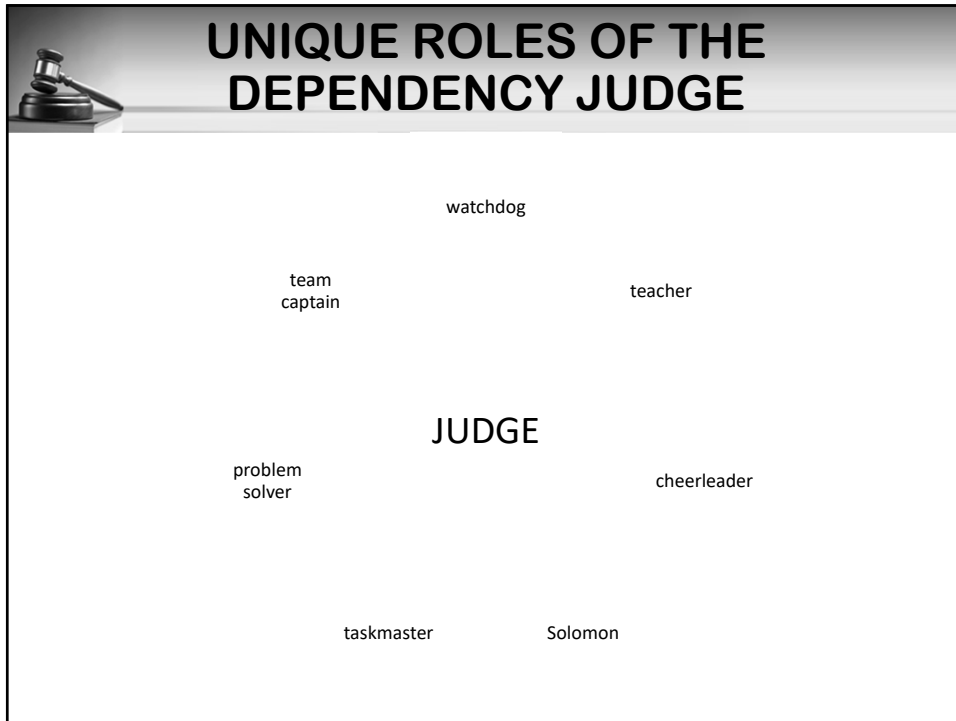 UNIQUE ROLES OF THE
DEPENDENCY JUDGE
watchdog
team
captain
teacher
JUDGE
problem
solver
cheerleader
taskmaster
Solomon